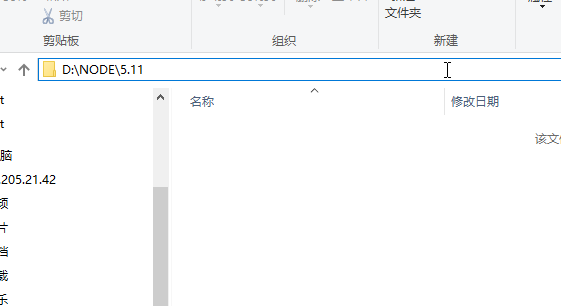 剪切
文件夹
剪贴板
组织
新建
D:\NODE\5.11
名称
修改日期
t
t
脑
.205.21.42
频
片
档
载
乐
该文